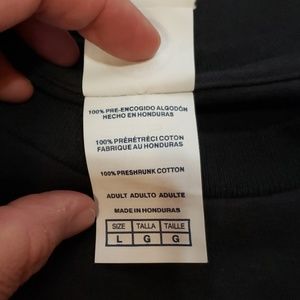 100% PRE-ENCOGIDO ALGODÓN
HECHO EN HONDURAS
100% PRÉRÉTRÉCI COTON
FABRIQUE AU HONDURAS
100% PRESHRUNK COTTON
ADULT ADULTO ADULTE
MADE IN HONDURAS
SIZE TALLA TAILLE
L G G